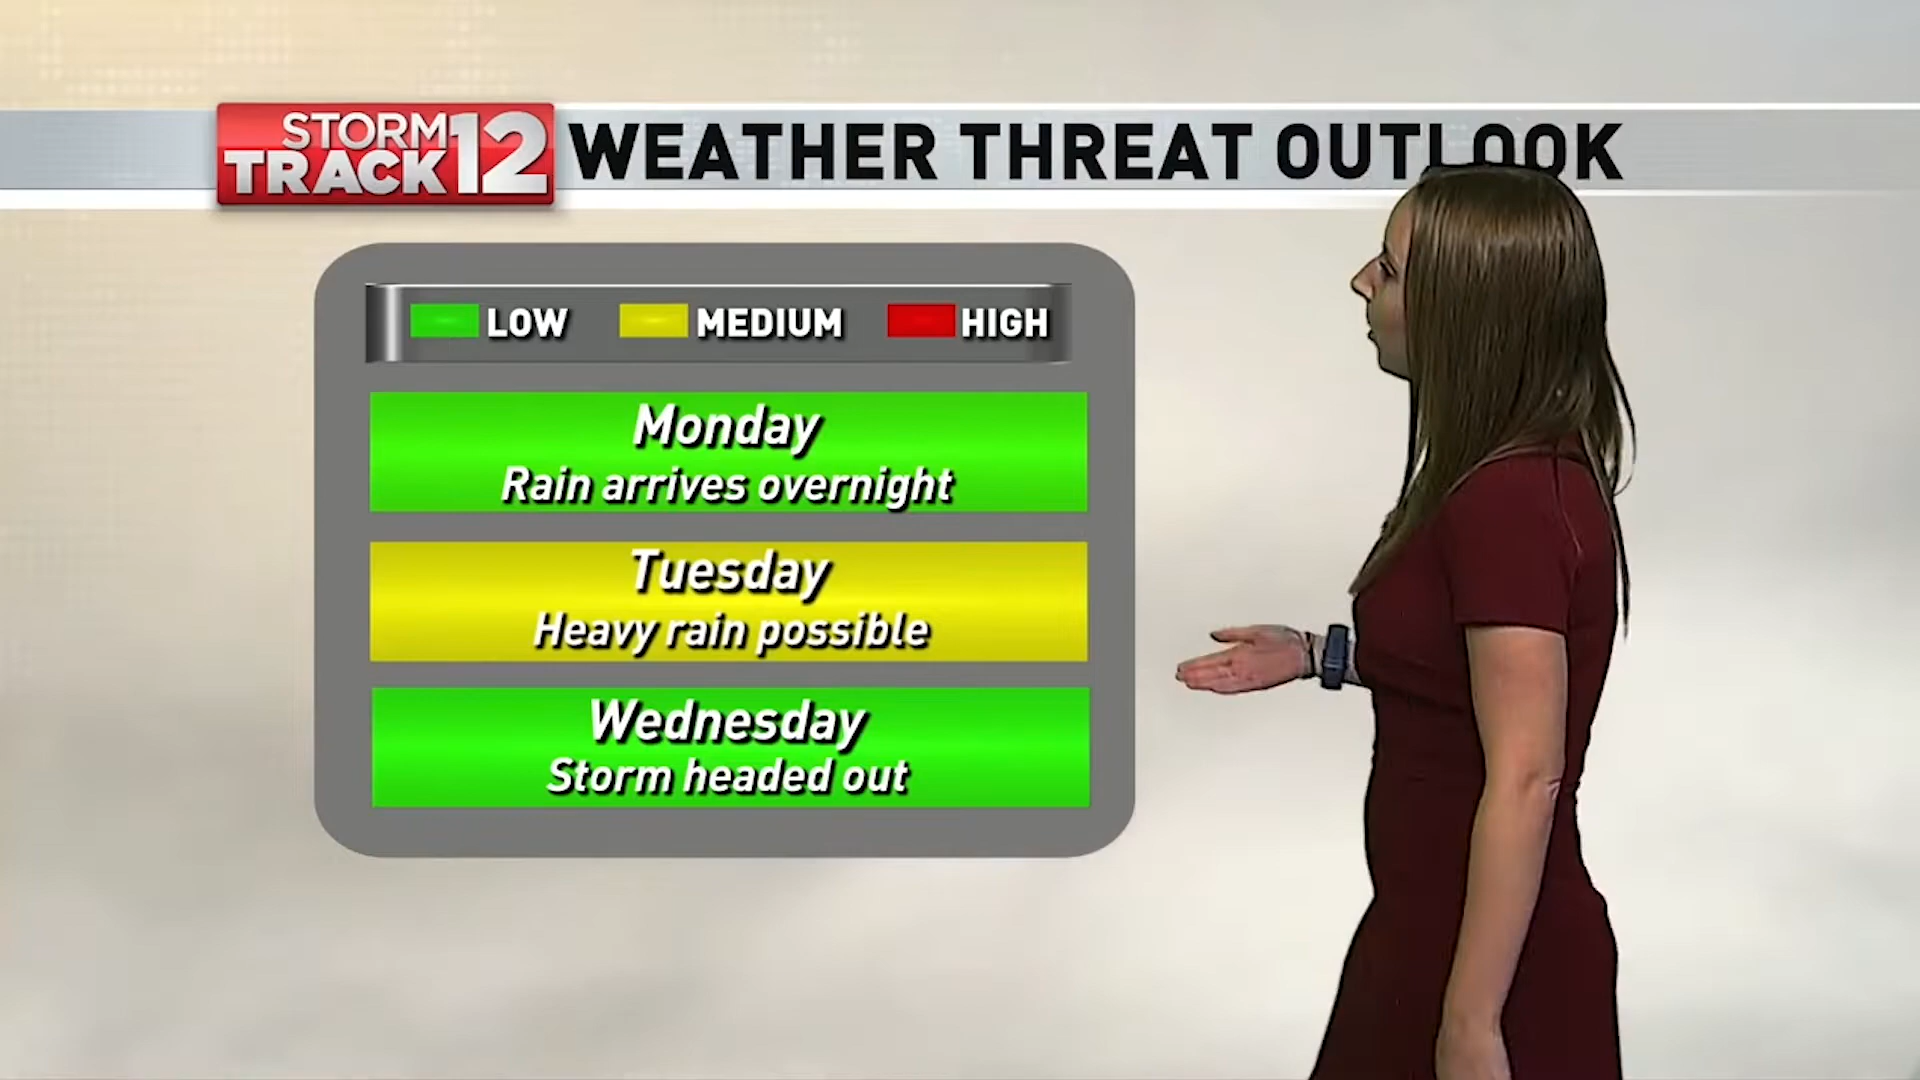 STORM TRACK 12 WEATHER THREAT OUTLOOK
LOW MEDIUM HIGH
Monday
Rain arrives overnight
Tuesday
Heavy rain possible
Wednesday
Storm headed out